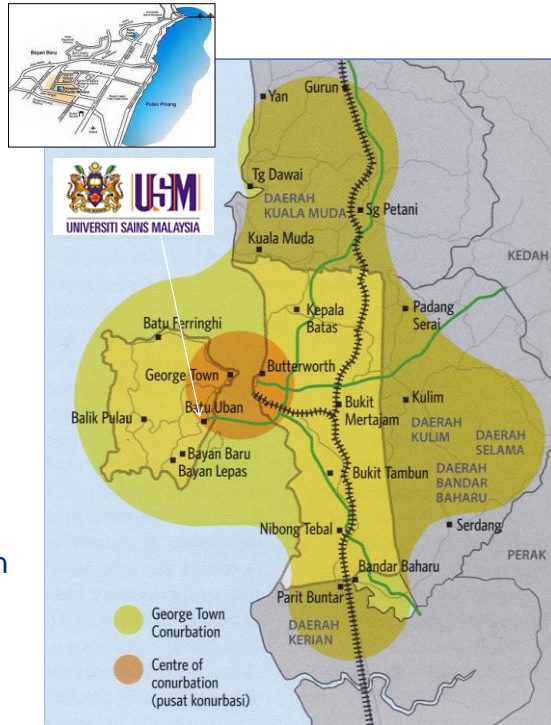 Bayan Baru
Pulau Pinang
USM
UNIVERSITI SAINS MALAYSIA
Yan
Gurun
Tg Dawai
DAERAH
KUALA MUDA
Sg Petani
Kuala Muda
KEDAH
Kepala
Batas
Padang
Serai
Batu Ferringhi
George Town
Butterworth
Balik Pulau
Batu Uban
Bukit
Mertajam
Kulim
DAERAH
KULIM
DAERAH
SELAMA
Bayan Baru
Bayan Lepas
Bukit Tambun
DAERAH
BANDAR
BAHARU
Nibong Tebal
Serdang
PERAK
Bandar Baharu
Parit Buntar
DAERAH
KERIAN
George Town
Conurbation
Centre of
conurbation
(pusat konurbasi)
n